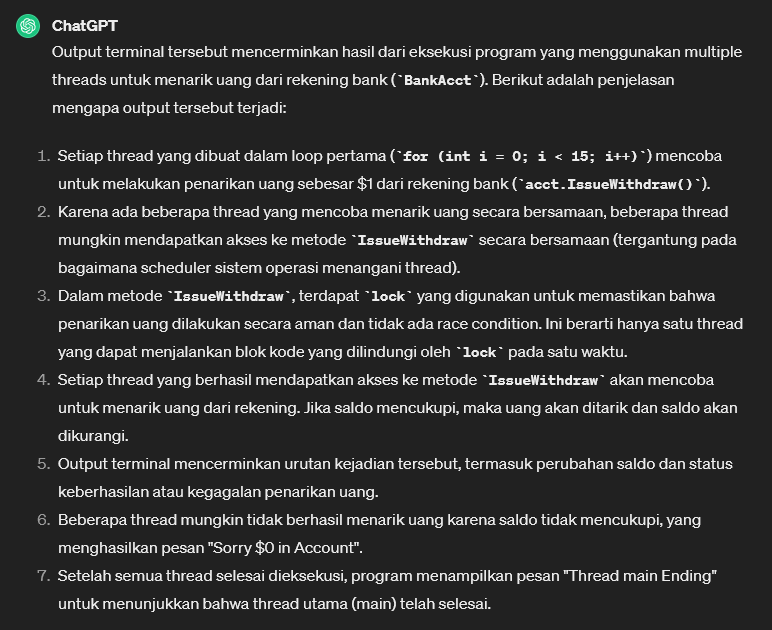 ChatGPT
Output terminal tersebut mencerminkan hasil dari eksekusi program yang menggunakan multiple
threads untuk menarik uang dari rekening bank (`BankAcct`). Berikut adalah penjelasan
mengapa output tersebut terjadi:
1. Setiap thread yang dibuat dalam loop pertama (`for (int i = 0; i < 15; i++)`) mencoba
untuk melakukan penarikan uang sebesar $1 dari rekening bank (`acct.IssueWithdraw()`).
2. Karena ada beberapa thread yang mencoba menarik uang secara bersamaan, beberapa thread
mungkin mendapatkan akses ke metode `IssueWithdraw` secara bersamaan (tergantung pada
bagaimana scheduler sistem operasi menangani thread).
3. Dalam metode `IssueWithdraw`, terdapat `lock` yang digunakan untuk memastikan bahwa
penarikan uang dilakukan secara aman dan tidak ada race condition. Ini berarti hanya satu thread
yang dapat menjalankan blok kode yang dilindungi oleh `lock` pada satu waktu.
4. Setiap thread yang berhasil mendapatkan akses ke metode `IssueWithdraw` akan mencoba
untuk menarik uang dari rekening. Jika saldo mencukupi, maka uang akan ditarik dan saldo akan
dikurangi.
5. Output terminal mencerminkan urutan kejadian tersebut, termasuk perubahan saldo dan status
keberhasilan atau kegagalan penarikan uang.
6. Beberapa thread mungkin tidak berhasil menarik uang karena saldo tidak mencukupi, yang
menghasilkan pesan "Sorry $0 in Account".
7. Setelah semua thread selesai dieksekusi, program menampilkan pesan "Thread main Ending"
untuk menunjukkan bahwa thread utama (main) telah selesai.